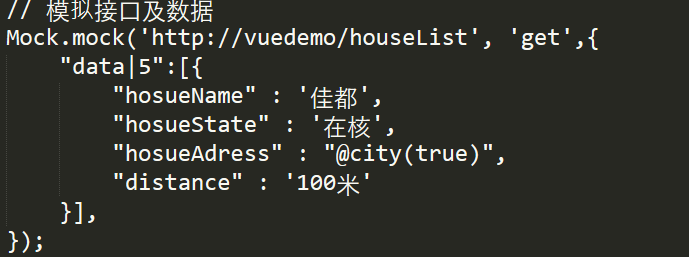 // 模拟接口及数据
Mock.mock('http://vuedemo/houseList', 'get',{
    "data|5":[{
        "hosueName" : '佳都',
        "hosueState" : '在核',
        "hosueAdress" : "@city(true)",
        "distance" : '100米'
    }],
});